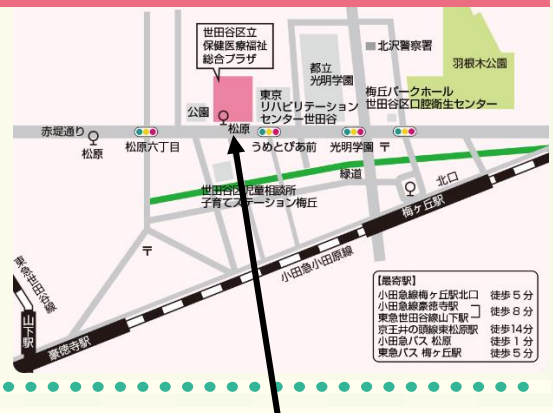 世田谷区立
保健医療福祉
総合プラザ
北沢警察署
羽根木公園
都立
光明学園
梅丘パークホール
世田谷区口腔衛生センター
東京
リハビリテーション
センター世田谷
公園
松原
赤堤通り
松原
松原六丁目
うめとぴあ前
光明学園
緑道
世田谷区児童相談所
子育てステーション梅丘
北口
梅ヶ丘駅
小田急小田原線
東急世田谷線
山下駅
豪徳寺駅
【最寄駅】
小田急線梅ヶ丘駅北口 徒歩5分
小田急線豪徳寺駅
東急世田谷線山下駅 徒歩8分
京王井の頭線東松原駅 徒歩14分
小田急バス 松原 徒歩1分
東急バス 梅ヶ丘駅 徒歩5分